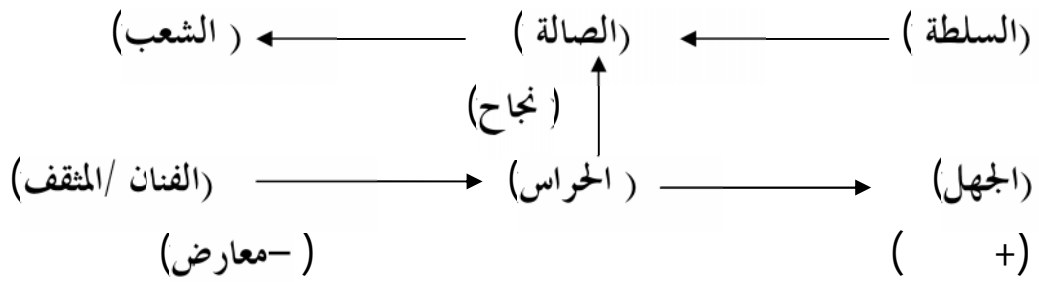 (السلطة) (الصالة) (الشعب)
(نجاح)
(الجهل) (الحراس) (الفنان /المثقف)
(+ ) (–معارض)